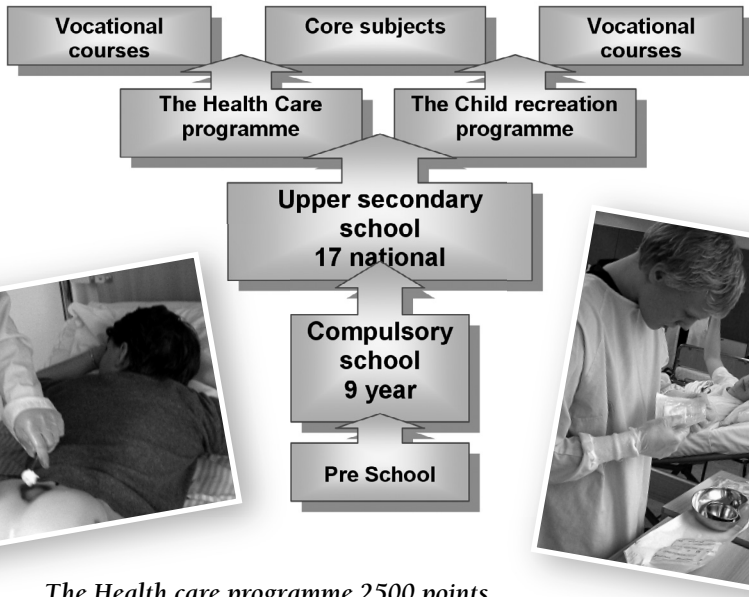 Vocational
courses
Core subjects
Vocational
courses
The Health Care
programme
The Child recreation
programme
Upper secondary
school
17 national
Compulsory
school
9 year
Pre School
The Health care programme 2500 points